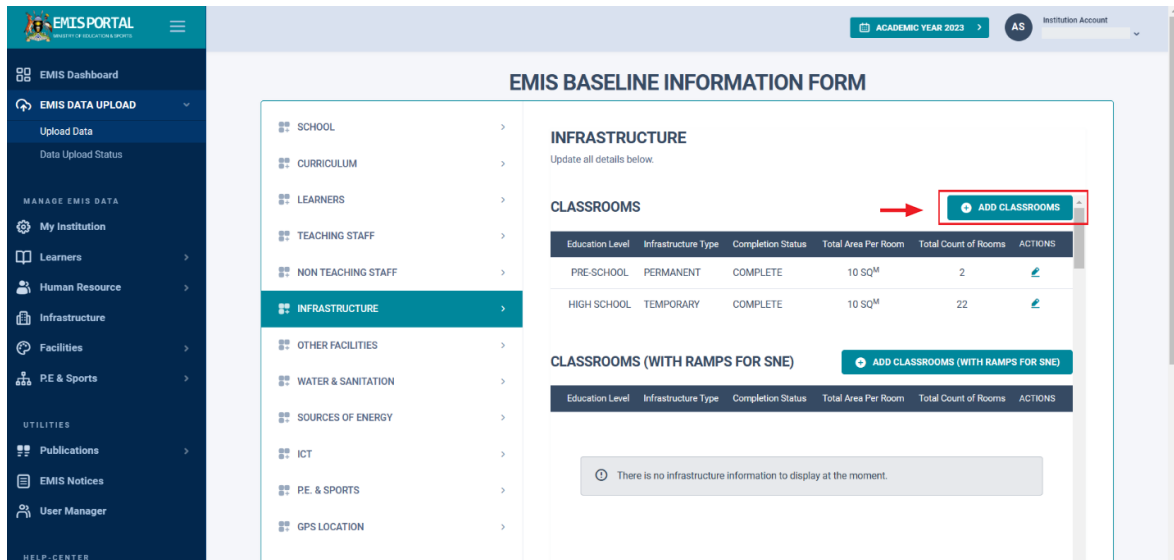 EMIS PORTAL
MINISTRY OF EDUCATION & SPORTS
ACADEMIC YEAR 2023
AS
Institution Account
EMIS Dashboard
EMIS DATA UPLOAD
Upload Data
Data Upload Status
MANAGE EMIS DATA
My Institution
Learners
Human Resource
Infrastructure
Facilities
P.E & Sports
UTILITIES
Publications
EMIS Notices
User Manager
HELP-CENTER
EMIS BASELINE INFORMATION FORM
SCHOOL
CURRICULUM
LEARNERS
TEACHING STAFF
NON TEACHING STAFF
INFRASTRUCTURE
OTHER FACILITIES
WATER & SANITATION
SOURCES OF ENERGY
ICT
P.E. & SPORTS
GPS LOCATION
INFRASTRUCTURE
Update all details below.
CLASSROOMS
ADD CLASSROOMS
Education Level Infrastructure Type Completion Status Total Area Per Room Total Count of Rooms ACTIONS
PRE-SCHOOL PERMANENT COMPLETE 10 SQᴹ 2
HIGH SCHOOL TEMPORARY COMPLETE 10 SQᴹ 22
CLASSROOMS (WITH RAMPS FOR SNE)
ADD CLASSROOMS (WITH RAMPS FOR SNE)
Education Level Infrastructure Type Completion Status Total Area Per Room Total Count of Rooms ACTIONS
There is no infrastructure information to display at the moment.